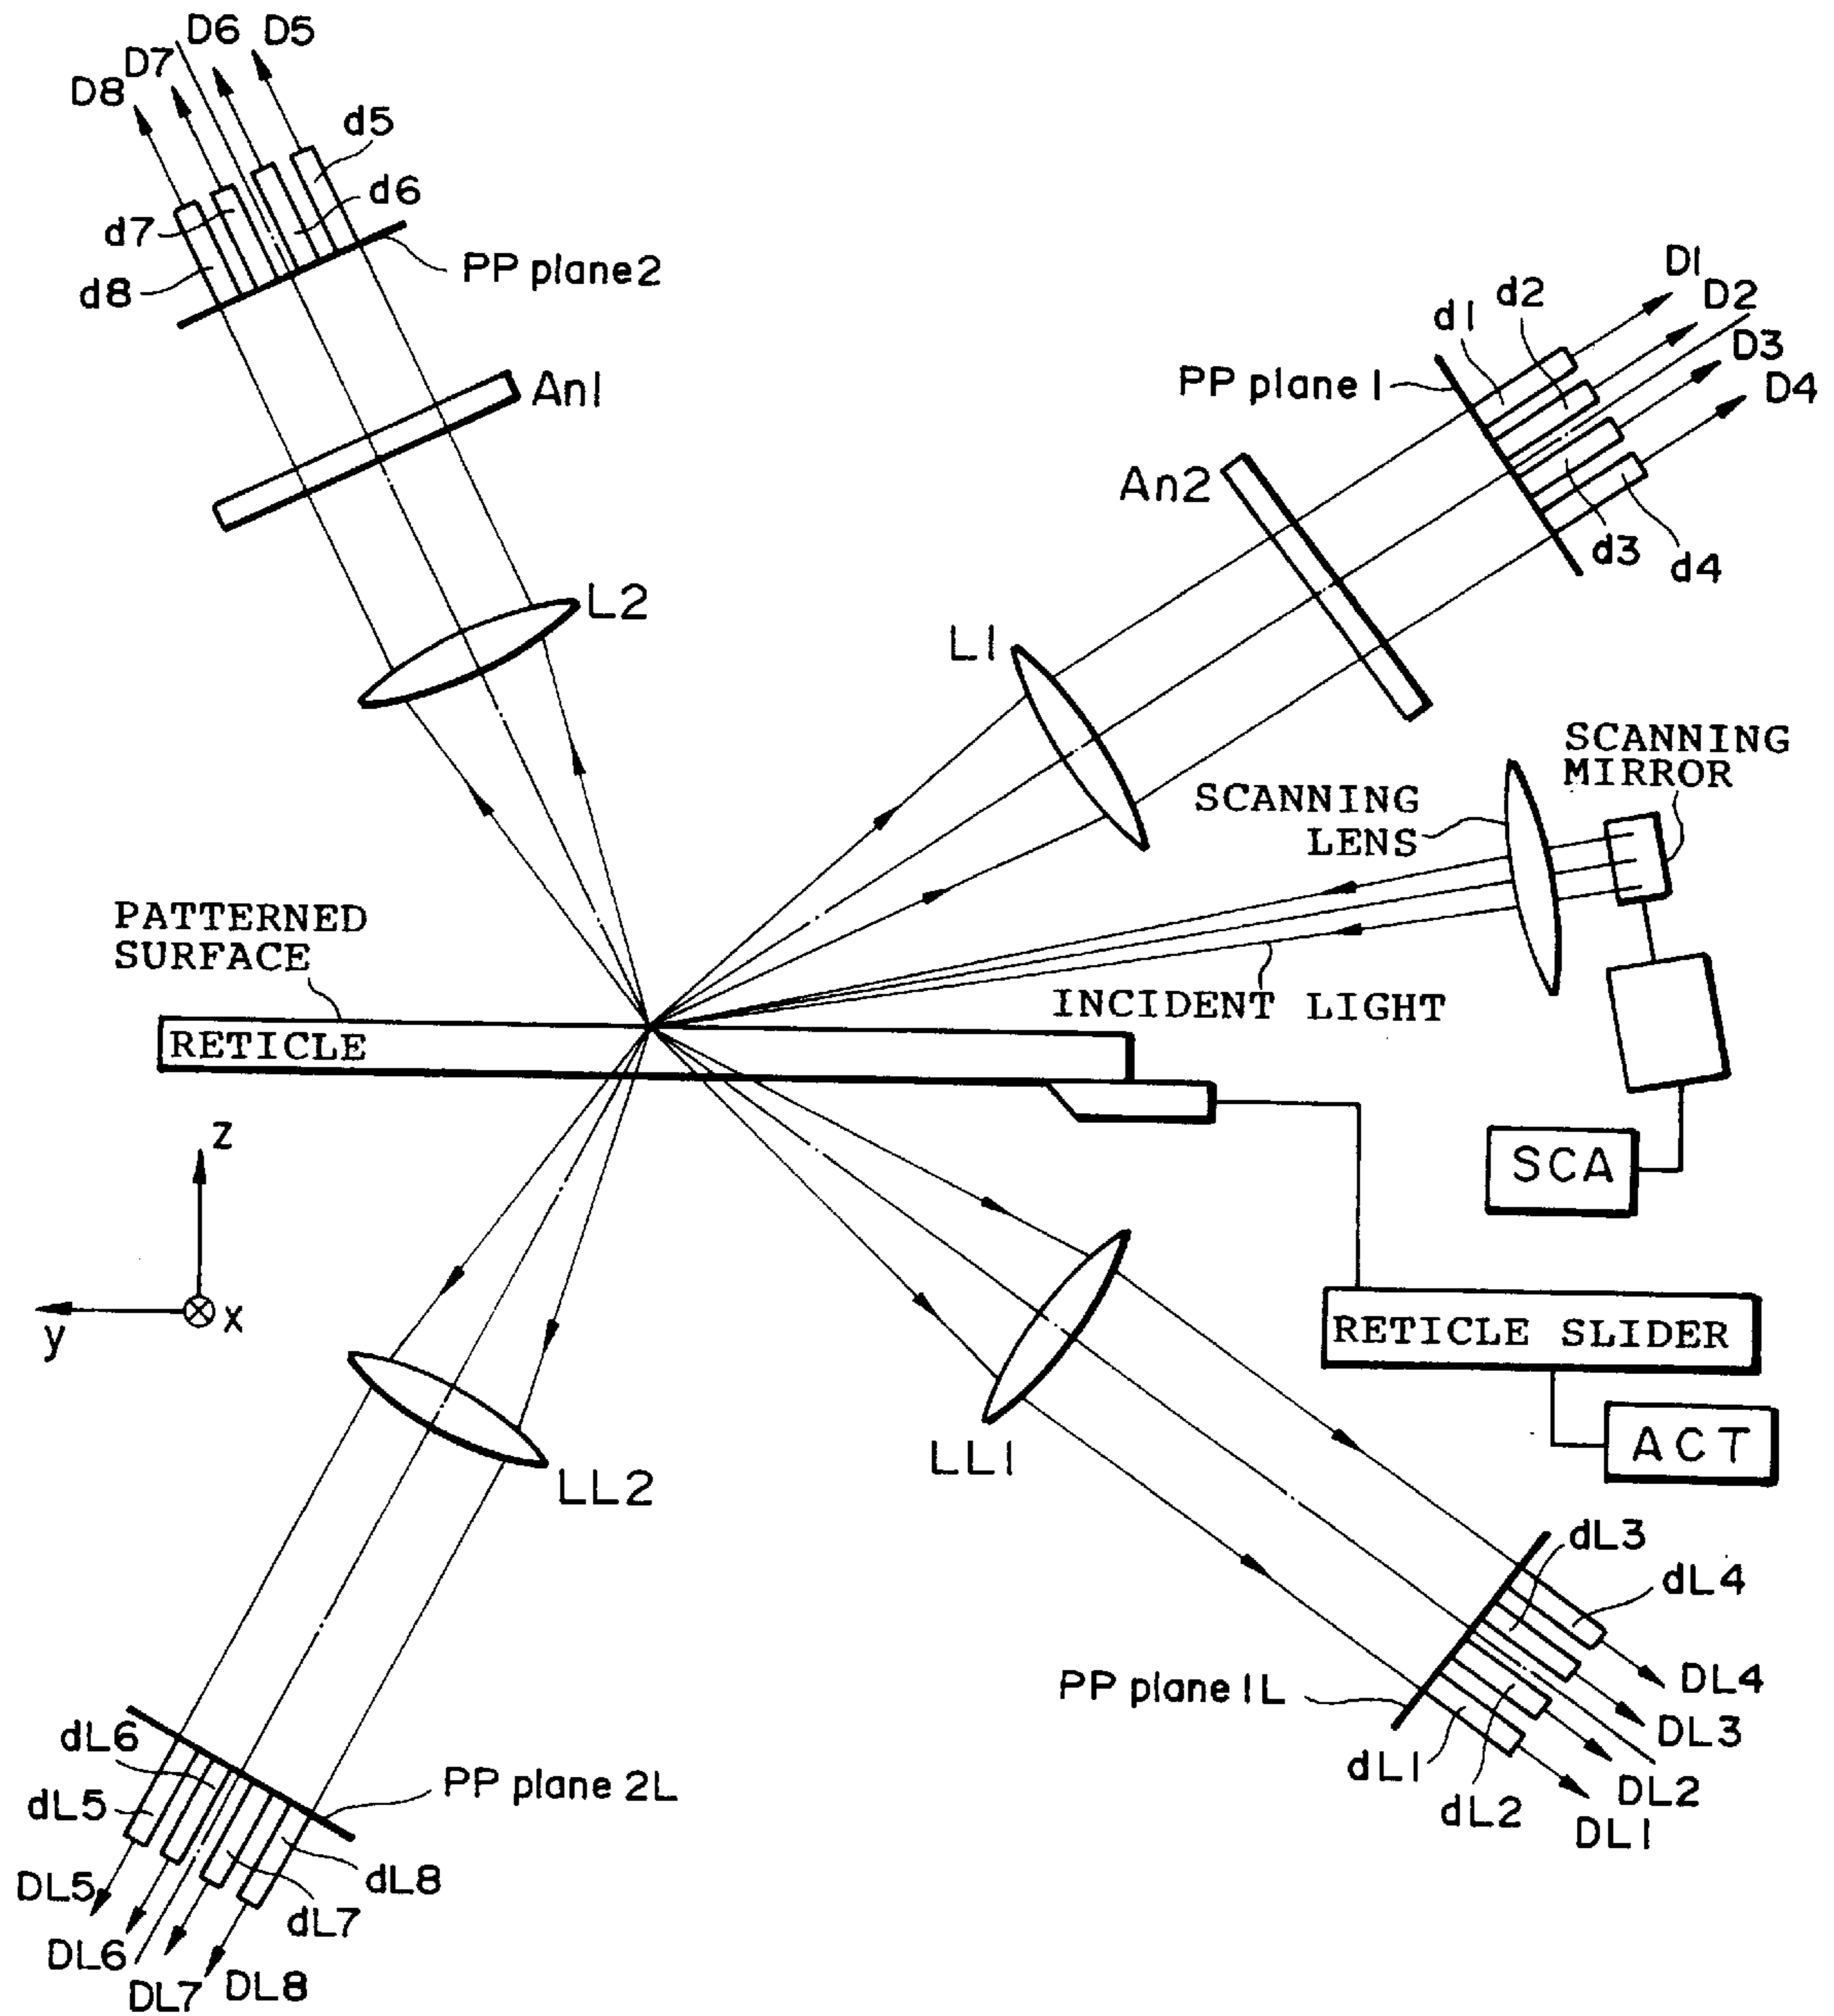 D6
D5
D7
D8
d5
d6
d7
d8
PP plane2
An1
D1
d2
D2
d1
D3
PP plane1
D4
An2
d3
d4
L2
L1
SCANNING
MIRROR
SCANNING
LENS
PATTERNED
SURFACE
INCIDENT LIGHT
RETICLE
z
y
x
SCA
RETICLE SLIDER
ACT
LL1
LL2
dL3
dL4
PP plane 1L
DL4
DL3
dL1
DL2
dL2
DL1
dL6
dL5
PP plane 2L
DL5
dL8
dL7
DL6
DL7
DL8